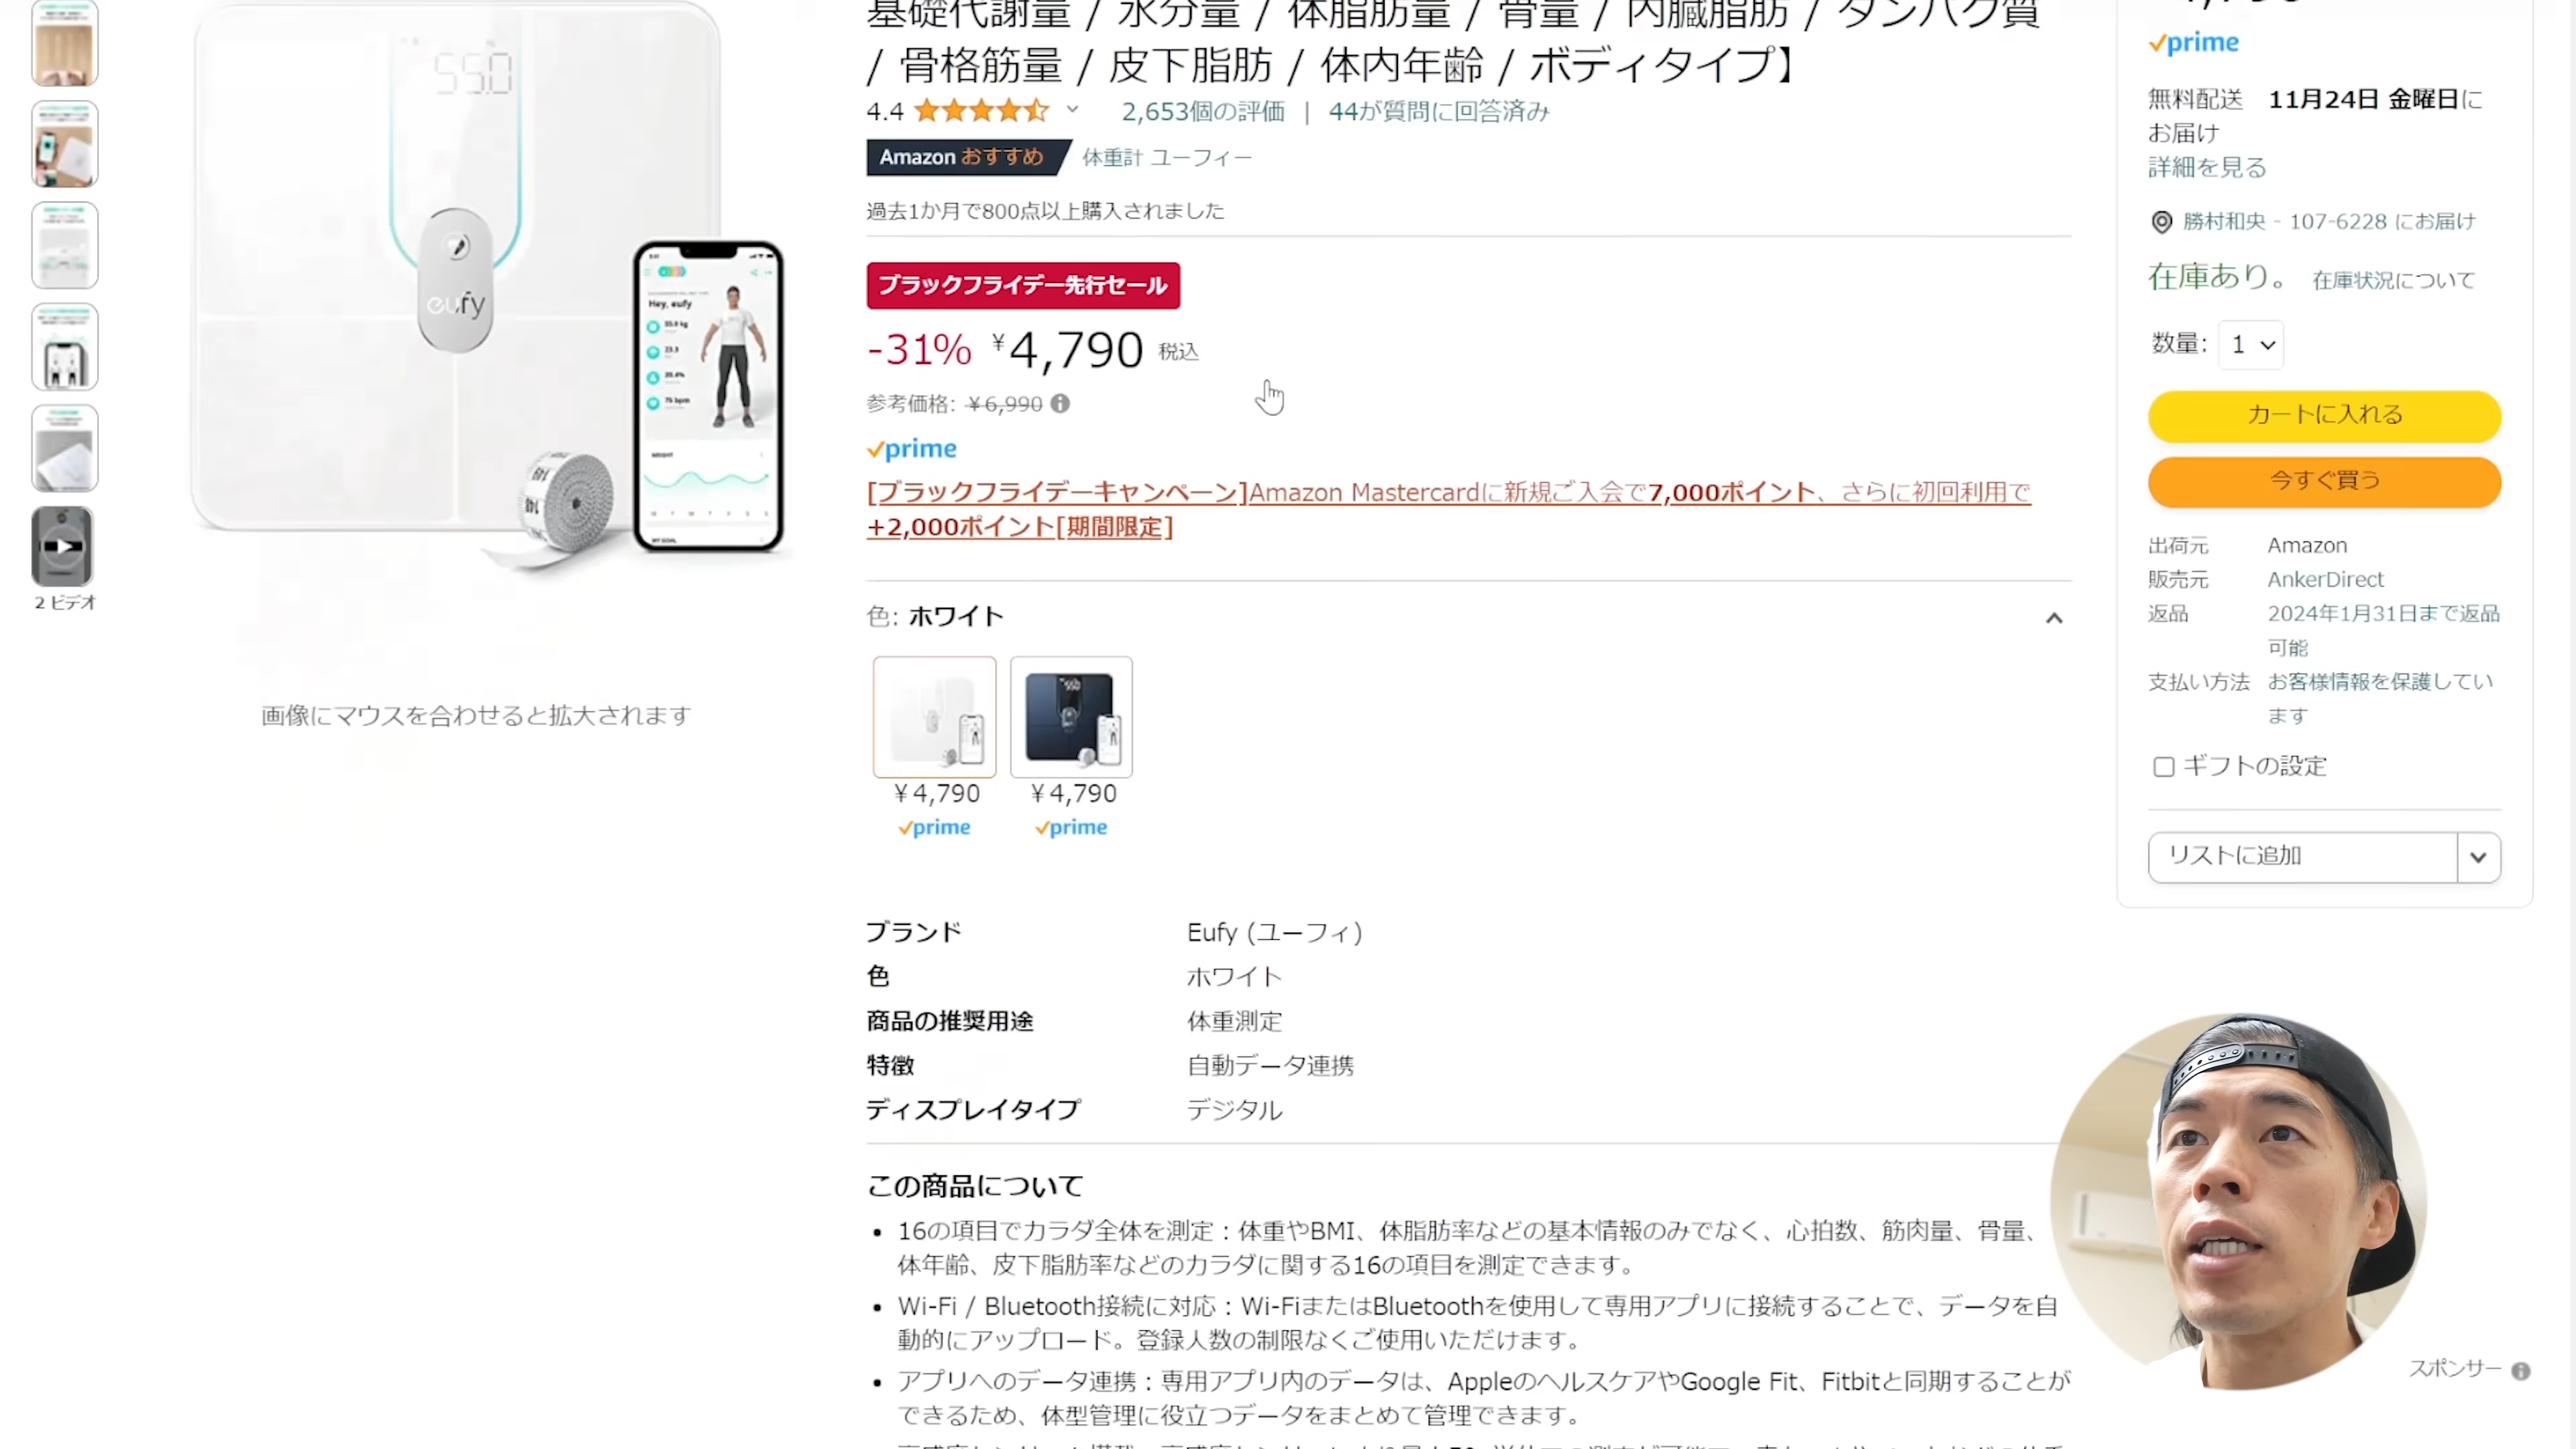 基礎代謝量 / 水分量 / 体脂肪量 / 骨量 / 内臓脂肪 / タンパク質
/ 骨格筋量 / 皮下脂肪 / 体内年齢 / ボディタイプ】
4.4
2,653個の評価 | 44が質問に回答済み
Amazon おすすめ 体重計 ユーフィー
過去1か月で800点以上購入されました
ブラックフライデー先行セール
-31% ¥4,790 税込
参考価格: ¥6,990
prime
[ブラックフライデーキャンペーン]Amazon Mastercardに新規ご入会で7,000ポイント、さらに初回利用で
+2,000ポイント[期間限定]
色: ホワイト
¥4,790 ¥4,790
prime prime
ブランド Eufy (ユーフィ)
色 ホワイト
商品の推奨用途 体重測定
特徴 自動データ連携
ディスプレイタイプ デジタル
この商品について
• 16の項目でカラダ全体を測定：体重やBMI、体脂肪率などの基本情報のみでなく、心拍数、筋肉量、骨量、
体年齢、皮下脂肪率などのカラダに関する16の項目を測定できます。
• Wi-Fi / Bluetooth接続に対応：Wi-FiまたはBluetoothを使用して専用アプリに接続することで、データを自
動的にアップロード。登録人数の制限なくご使用いただけます。
• アプリへのデータ連携：専用アプリ内のデータは、AppleのヘルスケアやGoogle Fit、Fitbitと同期することが
できるため、体型管理に役立つデータをまとめて管理できます。
550
eufy
Hey, eufy
2 ビデオ
画像にマウスを合わせると拡大されます
prime
無料配送 11月24日 金曜日に
お届け
詳細を見る
勝村和央 - 107-6228 にお届け
在庫あり。 在庫状況について
数量: 1
カートに入れる
今すぐ買う
出荷元 Amazon
販売元 AnkerDirect
返品 2024年1月31日まで返品
可能
支払い方法 お客様情報を保護してい
ます
ギフトの設定
リストに追加
スポンサー